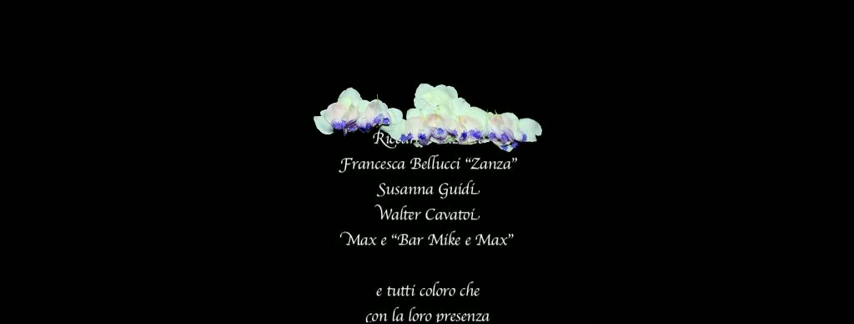 Francesca Bellucci “Zanza”
Susanna Guidi
Walter Cavatoi
Max e “Bar Mike e Max”
e tutti coloro che
con la loro presenza